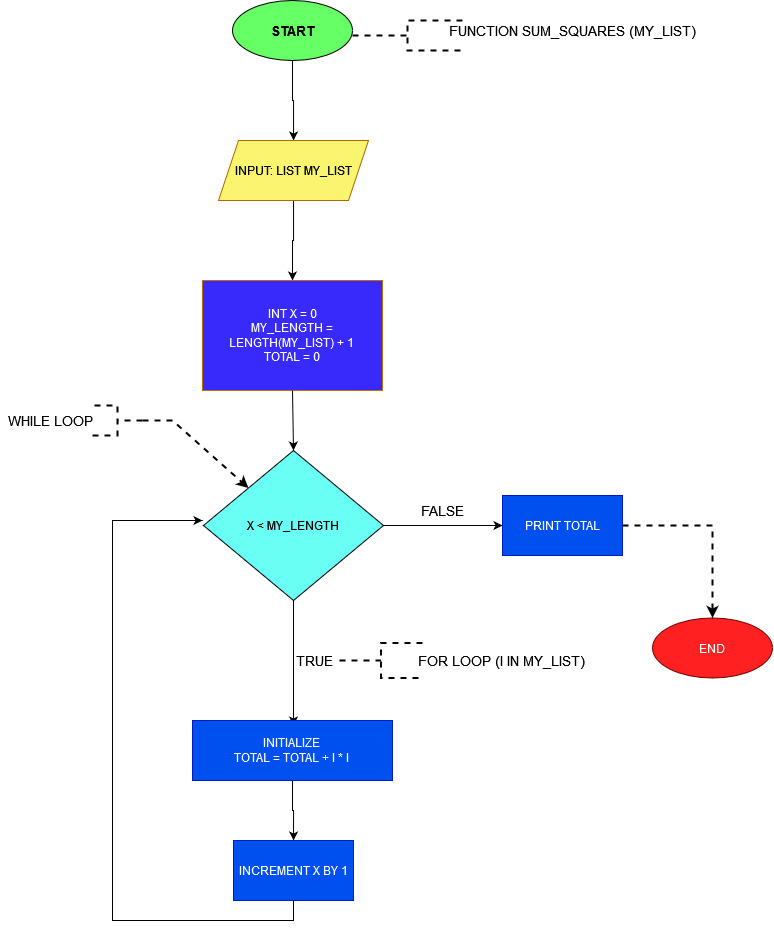 START
FUNCTION SUM_SQUARES (MY_LIST)
INPUT: LIST MY_LIST
INT X = 0
MY_LENGTH =
LENGTH(MY_LIST) + 1
TOTAL = 0
WHILE LOOP
X < MY_LENGTH
FALSE
PRINT TOTAL
END
TRUE
FOR LOOP (I IN MY_LIST)
INITIALIZE
TOTAL = TOTAL + I * I
INCREMENT X BY 1